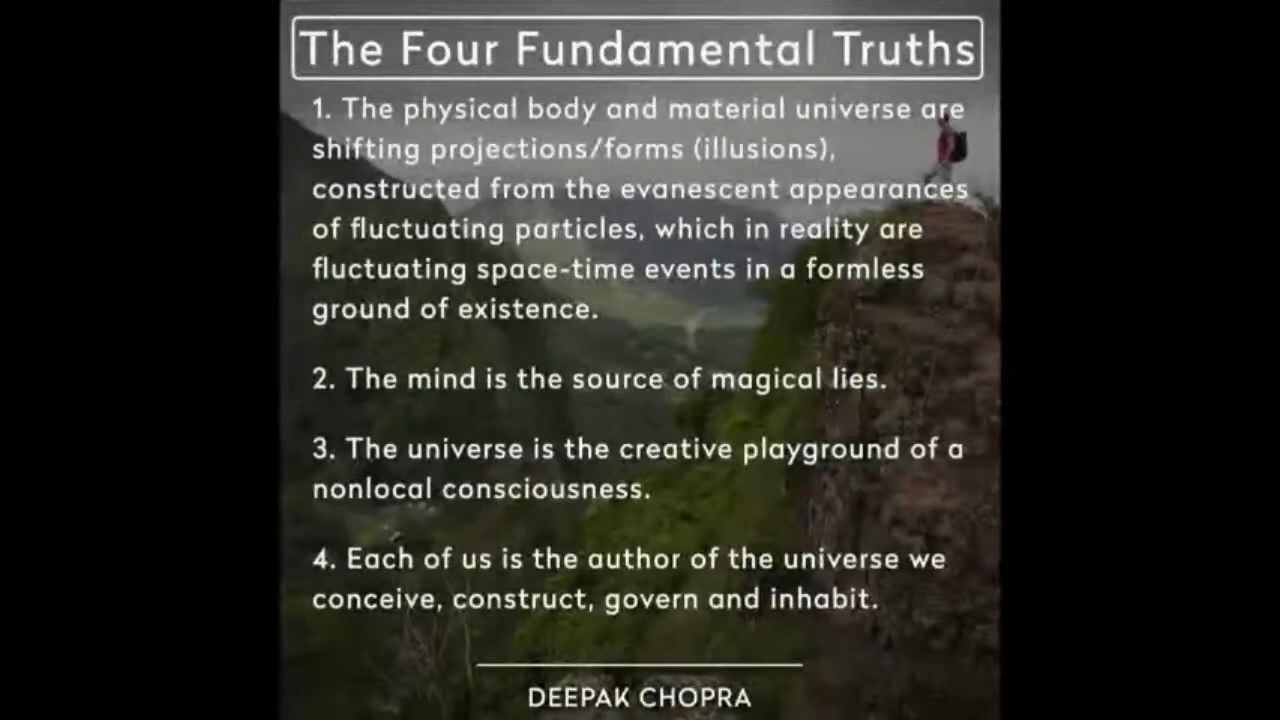 The Four Fundamental Truths
1. The physical body and material universe are
shifting projections/forms (illusions),
constructed from the evanescent appearances
of fluctuating particles, which in reality are
fluctuating space-time events in a formless
ground of existence.
2. The mind is the source of magical lies.
3. The universe is the creative playground of a
nonlocal consciousness.
4. Each of us is the author of the universe we
conceive, construct, govern and inhabit.
DEEPAK CHOPRA